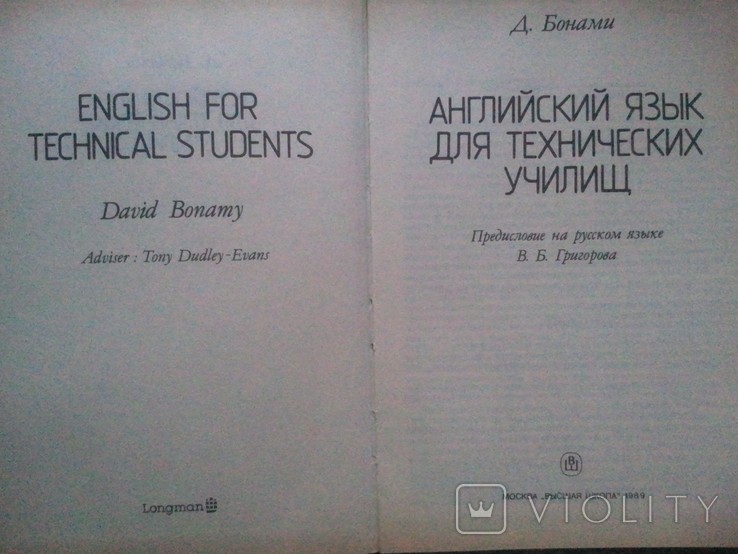 ENGLISH FOR
TECHNICAL STUDENTS
David Bonamy
Adviser : Tony Dudley-Evans
Longman
Д. Бонами
АНГЛИЙСКИЙ ЯЗЫК
ДЛЯ ТЕХНИЧЕСКИХ
УЧИЛИЩ
Предисловие на русском языке
В. Б. Григорова
МОСКВА „ВЫСШАЯ ШКОЛА" 1989
VIOLITY